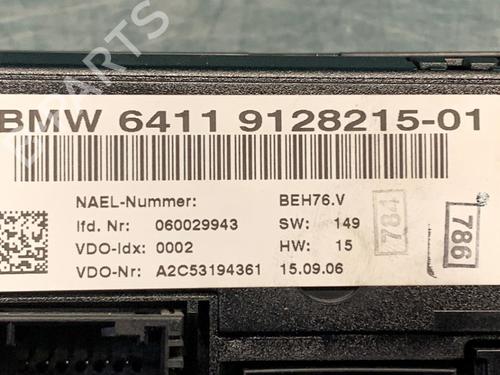 BMW 6411 9128215-01
NAEL-Nummer: BEH76.V
lfd. Nr: 060029943 SW: 149
VDO-Idx: 0002 HW: 15
VDO-Nr: A2C53194361 15.09.06
784
786
B-PARTS